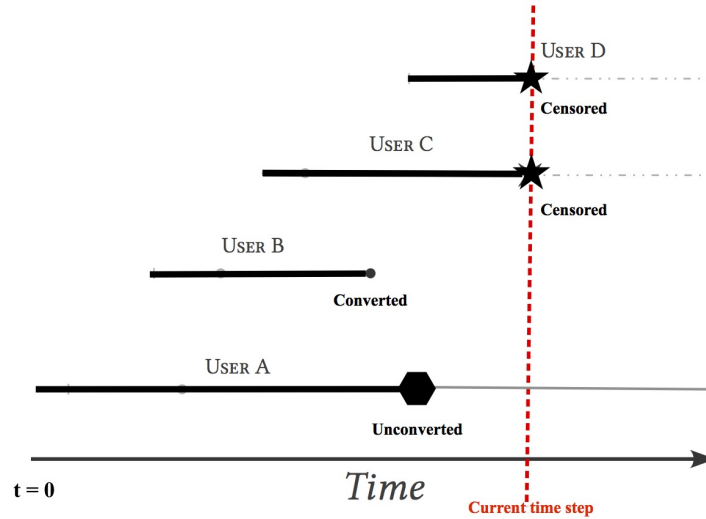 USER D
Censored
USER C
Censored
USER B
Converted
USER A
Unconverted
t = 0
Time
Current time step